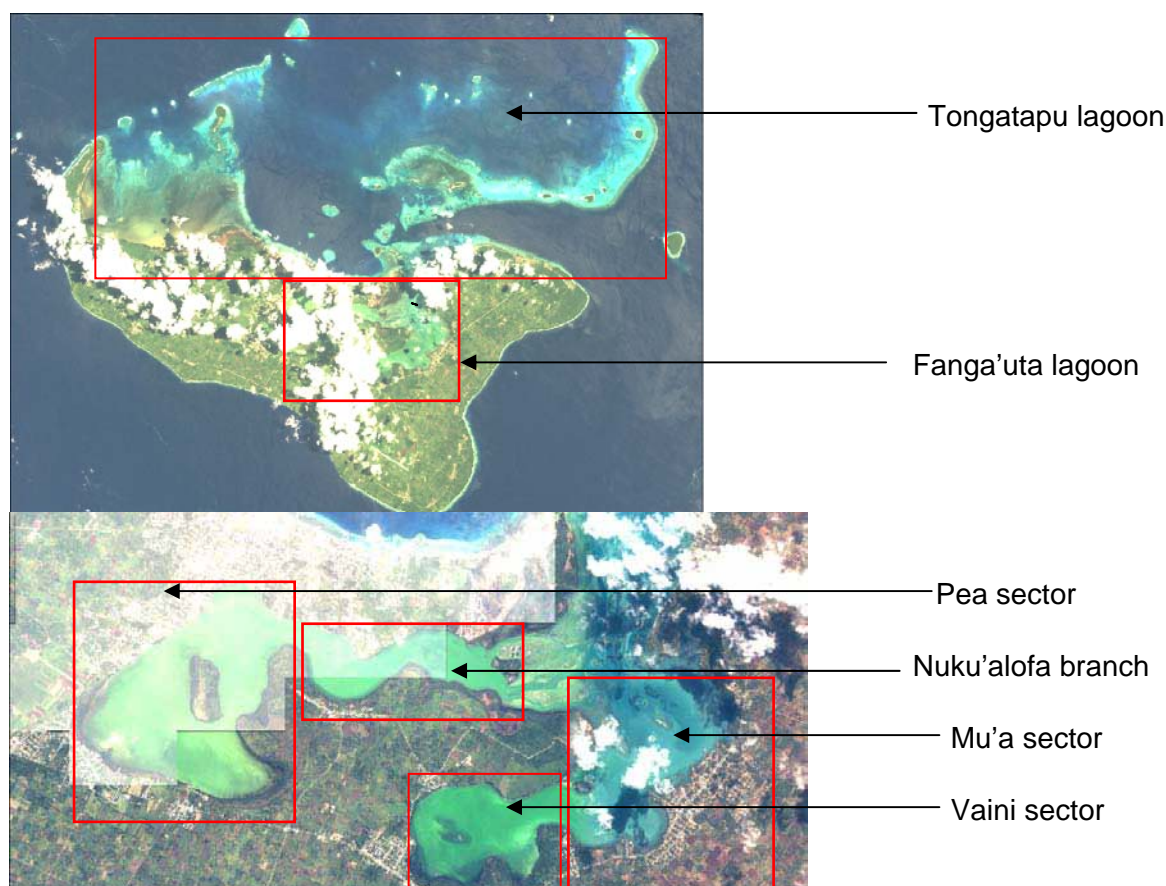 Tongatapu lagoon
Fanga’uta lagoon
Pea sector
Nuku’alofa branch
Mu’a sector
Vaini sector